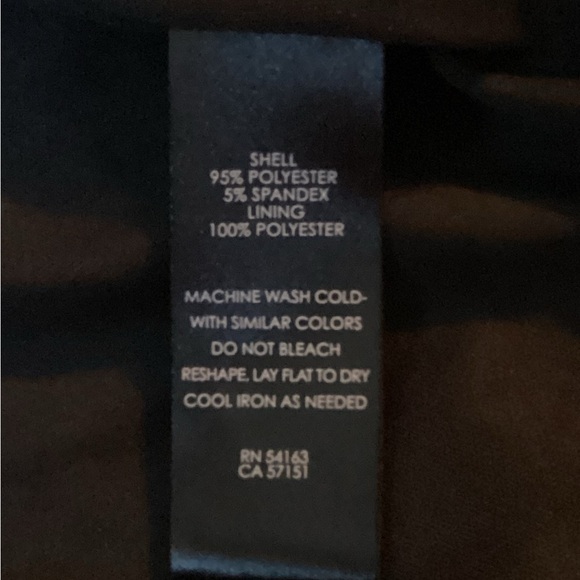 SHELL
95% POLYESTER
5% SPANDEX
LINING
100% POLYESTER
MACHINE WASH COLD-
WITH SIMILAR COLORS
DO NOT BLEACH
RESHAPE, LAY FLAT TO DRY
COOL IRON AS NEEDED
RN 54163
CA 57151